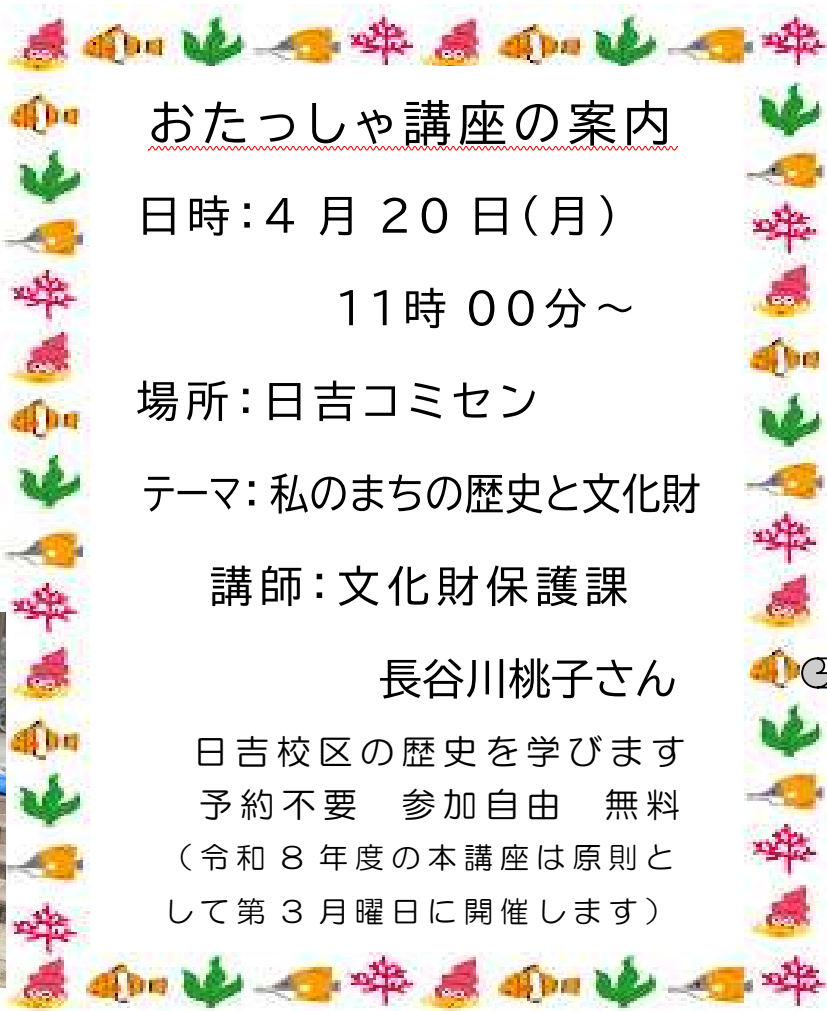 おたっしゃ講座の案内
日時：4 月 20 日（月）
11時 00分～
場所：日吉コミセン
テーマ：私のまちの歴史と文化財
講師：文化財保護課
長谷川桃子さん
日吉校区の歴史を学びます
予約不要　参加自由　無料
（令和 8 年度の本講座は原則と
して第 3 月曜日に開催します）